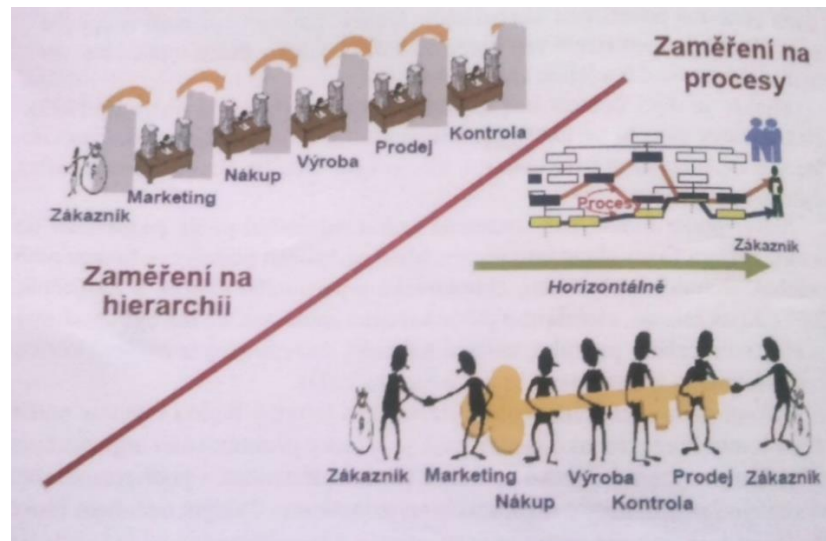 Zákazník
Marketing
Nákup
Výroba
Prodej
Kontrola
Zaměření na
hierarchii
Zaměření na
procesy
Procesy
Zákazník
Horizontálně
Zákazník
Marketing
Nákup
Výroba
Kontrola
Prodej
Zákazník